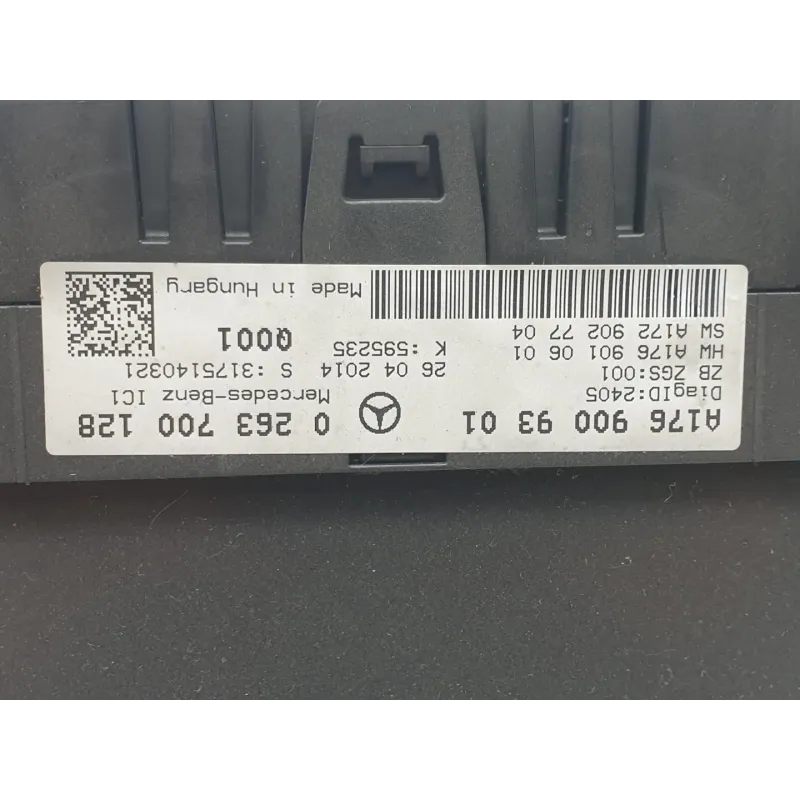 A176 900 93 01 0 263 700 128
DiagID:2405 Mercedes-Benz IC1
ZB ZGS:001 26 04 2014 S :3175140321
HW A176 901 06 01 K :595235 Q001
SW A172 902 77 04
Made in Hungary